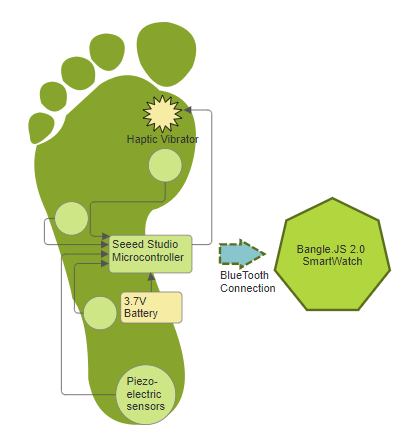 Haptic Vibrator
Seeed Studio
Microcontroller
Bangle.JS 2.0
SmartWatch
BlueTooth
Connection
3.7V
Battery
Piezo-
electric
sensors